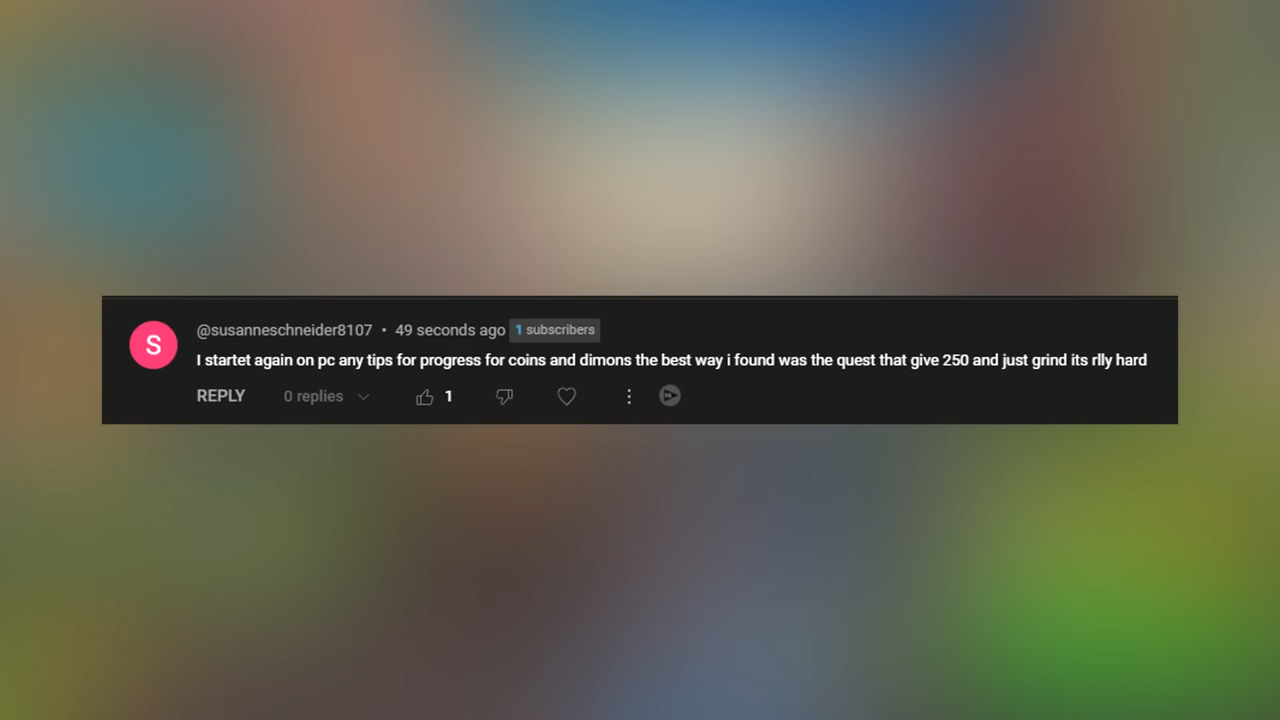 S
@susanneschneider8107 • 49 seconds ago 1 subscribers
I startet again on pc any tips for progress for coins and dimons the best way i found was the quest that give 250 and just grind its rlly hard
REPLY 0 replies 1